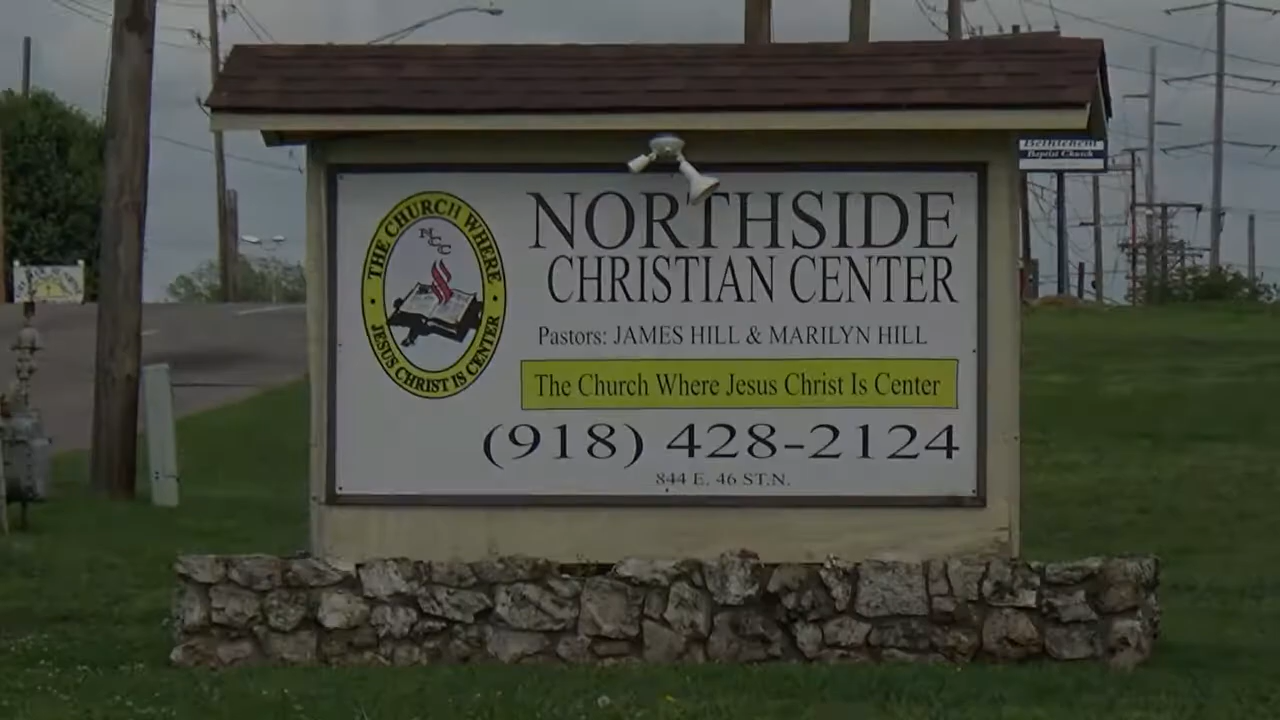 Bethlehem
Baptist Church
THE CHURCH WHERE
JESUS CHRIST IS CENTER
NCC
NORTHSIDE
CHRISTIAN CENTER
Pastors: JAMES HILL & MARILYN HILL
The Church Where Jesus Christ Is Center
(918) 428-2124
844 E. 46 ST.N.